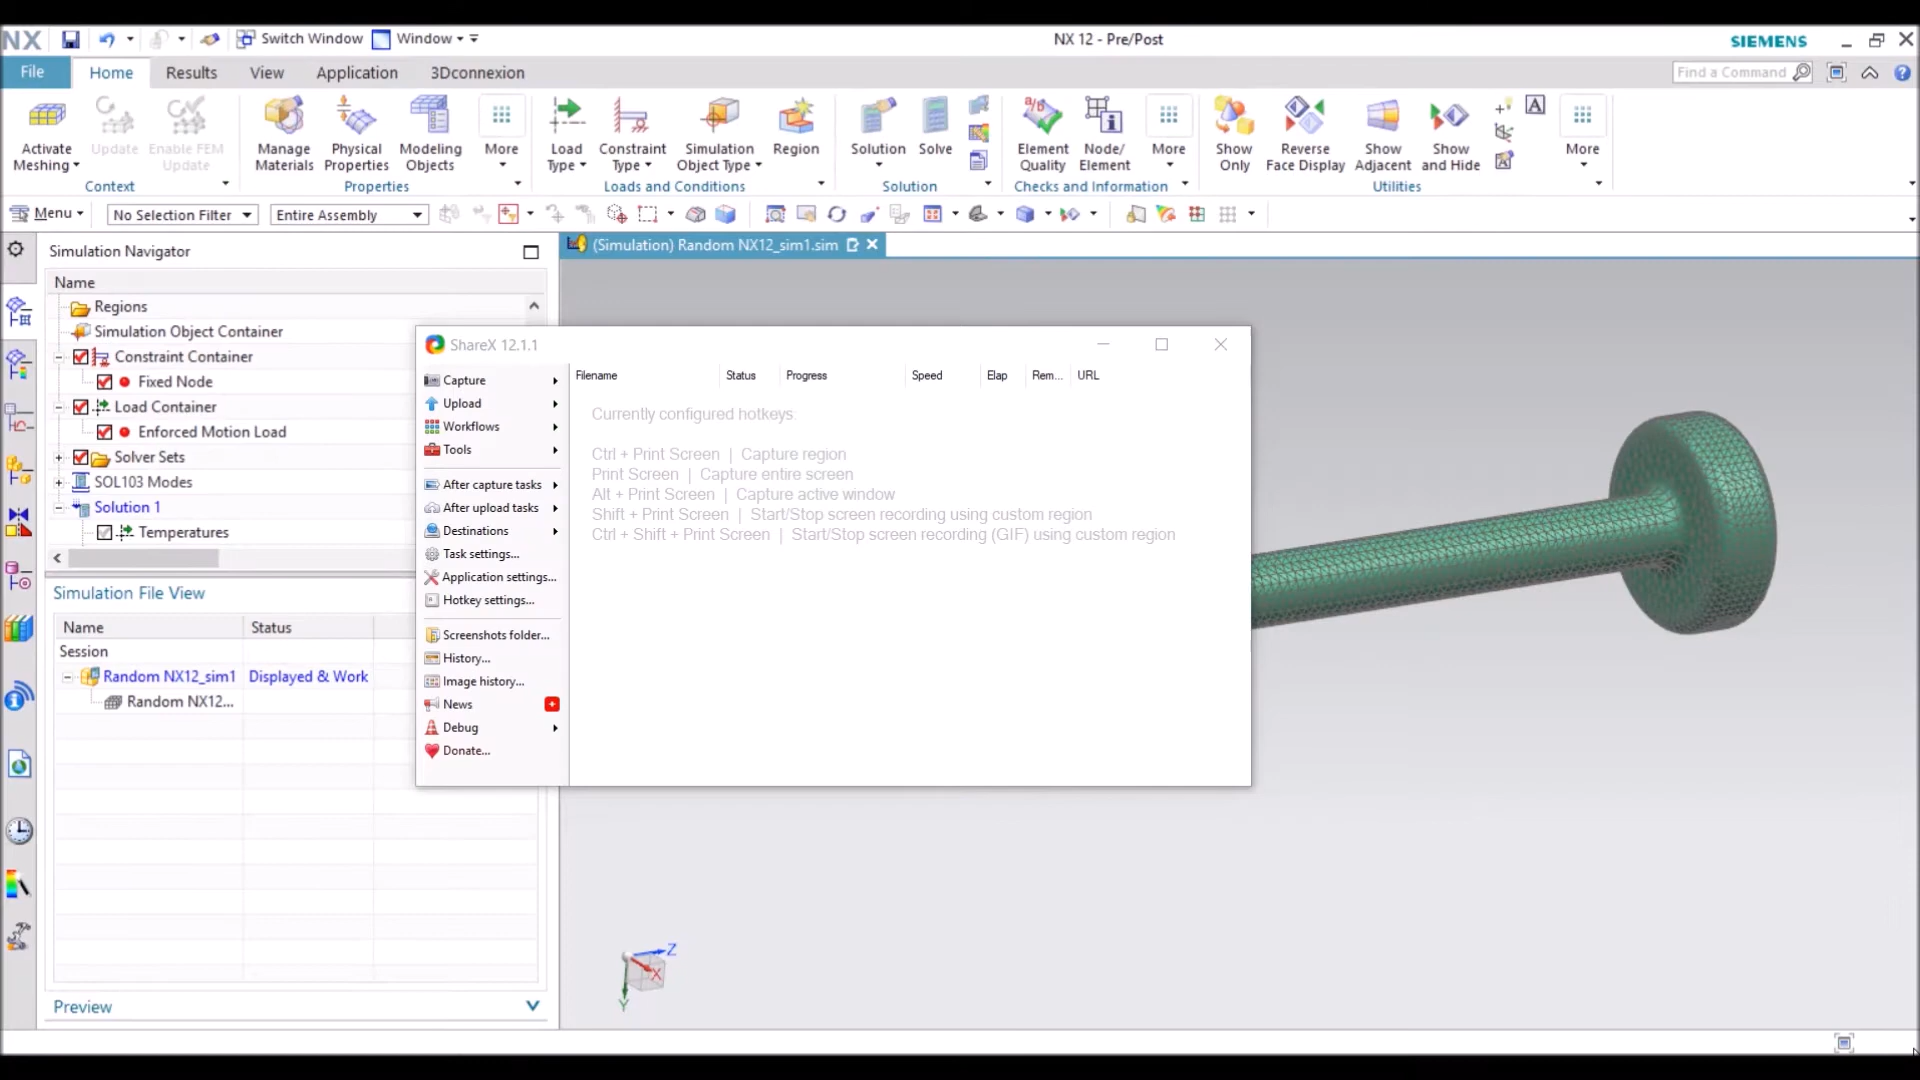 NX
Switch Window
Window
NX 12 - Pre/Post
SIEMENS
File
Home
Results
View
Application
3Dconnexion
Find a Command
Activate Meshing
Update
Enable FEM Update
Context
Manage Materials
Physical Properties
Modeling Objects
More
Properties
Load Type
Constraint Type
Simulation Object Type
Region
Loads and Conditions
Solution
Solve
Solution
Element Quality
Node/ Element
More
Checks and Information
Show Only
Reverse Face Display
Show Adjacent
Show and Hide
More
Utilities
Menu
No Selection Filter
Entire Assembly
Simulation Navigator
(Simulation) Random NX12_sim1.sim
Name
Regions
Simulation Object Container
Constraint Container
Fixed Node
Load Container
Enforced Motion Load
Solver Sets
SOL103 Modes
Solution 1
Temperatures
Simulation File View
Name Status
Session
Random NX12_sim1 Displayed & Work
Random NX12...
Preview
ShareX 12.1.1
Capture
Upload
Workflows
Tools
After capture tasks
After upload tasks
Destinations
Task settings...
Application settings...
Hotkey settings...
Screenshots folder...
History...
Image history...
News
Debug
Donate...
Filename Status Progress Speed Elap Rem... URL
Currently configured hotkeys:
Ctrl + Print Screen | Capture region
Print Screen | Capture entire screen
Alt + Print Screen | Capture active window
Shift + Print Screen | Start/Stop screen recording using custom region
Ctrl + Shift + Print Screen | Start/Stop screen recording (GIF) using custom region
Z
X
Y